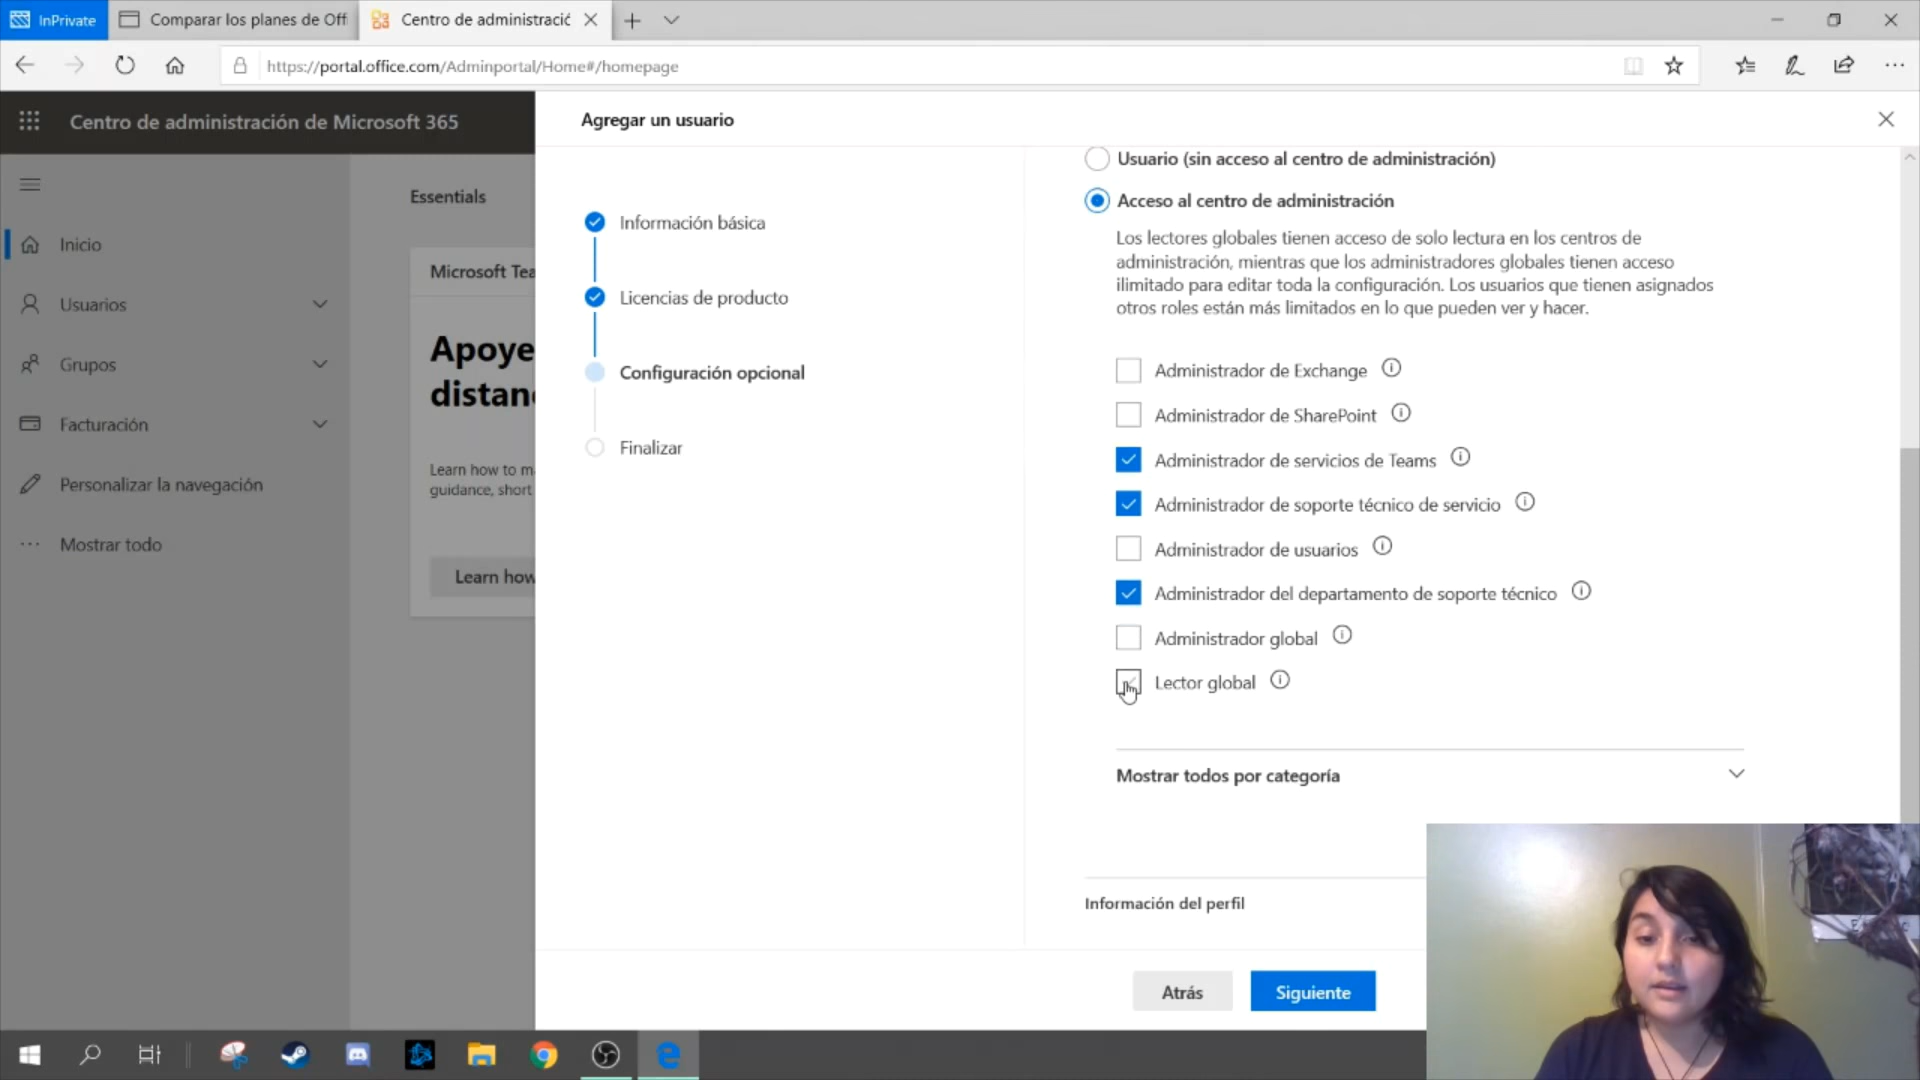 InPrivate
Comparar los planes de Off
Centro de administració
https://portal.office.com/Adminportal/Home#/homepage
Centro de administración de Microsoft 365
Inicio
Usuarios
Grupos
Facturación
Personalizar la navegación
Mostrar todo
Essentials
Microsoft Tea
Apoye
distan
Learn how to m
guidance, short
Learn how
Agregar un usuario
Información básica
Licencias de producto
Configuración opcional
Finalizar
Usuario (sin acceso al centro de administración)
Acceso al centro de administración
Los lectores globales tienen acceso de solo lectura en los centros de
administración, mientras que los administradores globales tienen acceso
ilimitado para editar toda la configuración. Los usuarios que tienen asignados
otros roles están más limitados en lo que pueden ver y hacer.
Administrador de Exchange
Administrador de SharePoint
Administrador de servicios de Teams
Administrador de soporte técnico de servicio
Administrador de usuarios
Administrador del departamento de soporte técnico
Administrador global
Lector global
Mostrar todos por categoría
Información del perfil
Atrás
Siguiente